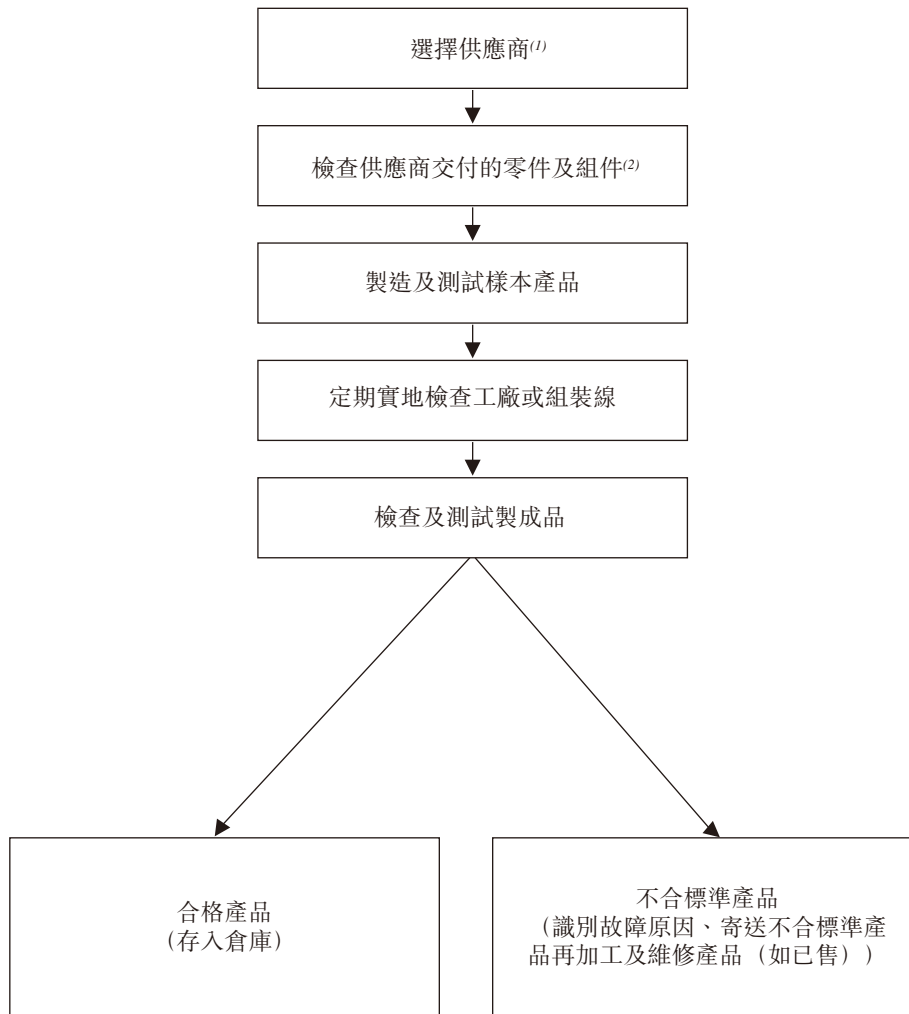 選擇供應商(1)
檢查供應商交付的零件及組件(2)
製造及測試樣本產品
定期實地檢查工廠或組裝線
檢查及測試製成品
合格產品
（存入倉庫）
不合標準產品
（識別故障原因、寄送不合標準產
品再加工及維修產品（如已售））